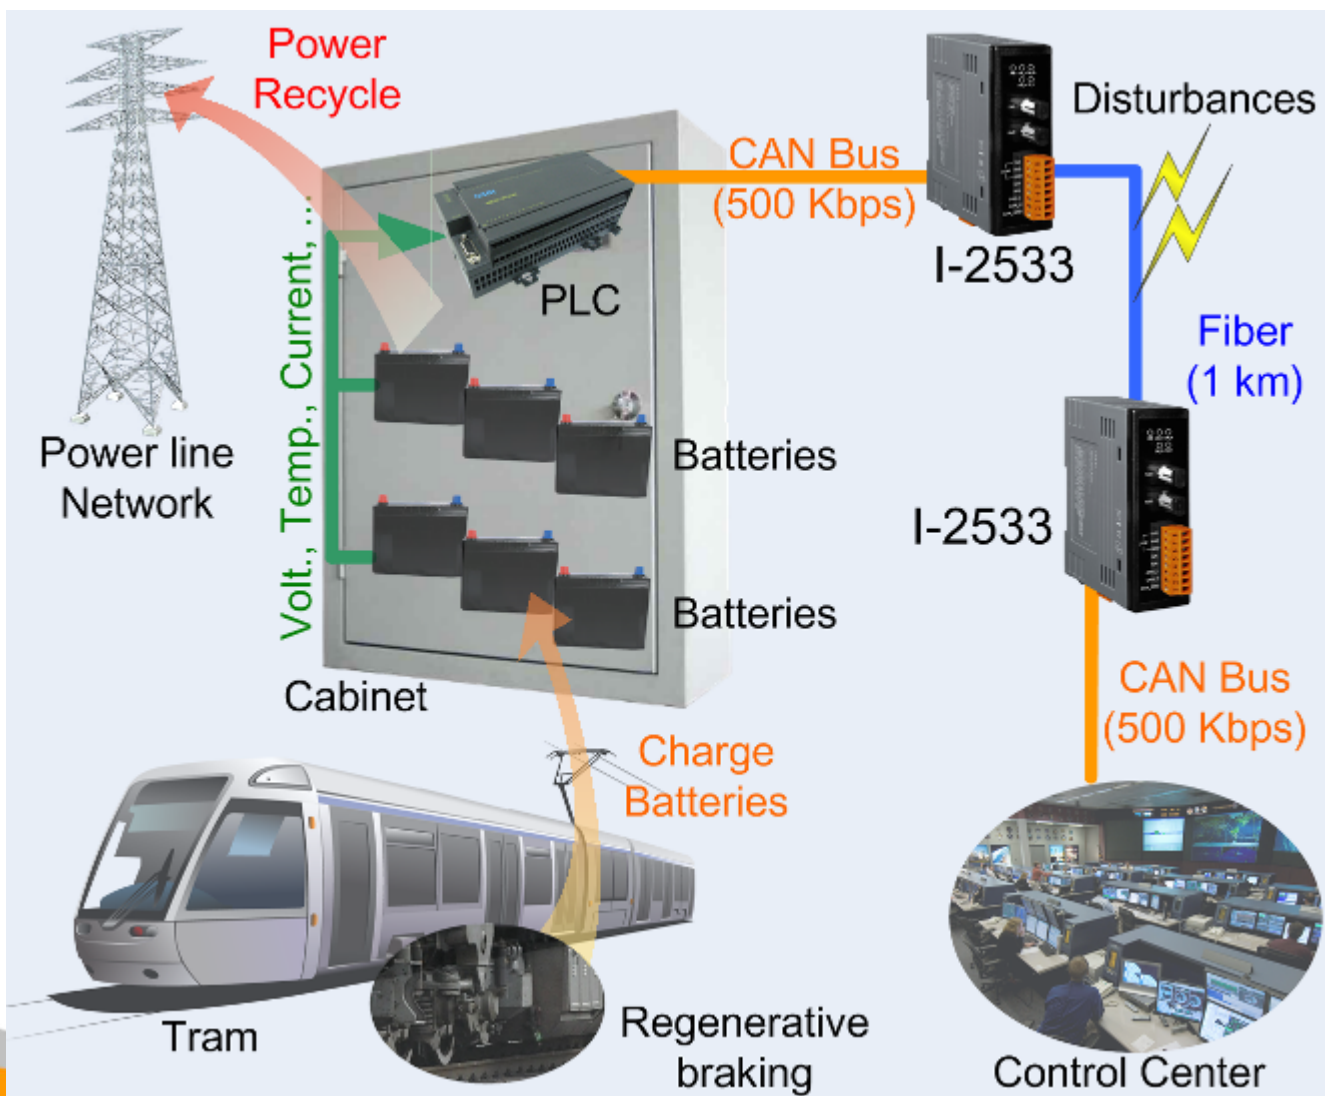 Power
Recycle
Disturbances
CAN Bus
(500 Kbps)
I-2533
PLC
Volt., Temp., Current, ...
Fiber
(1 km)
Power line
Network
Batteries
I-2533
Batteries
Cabinet
CAN Bus
(500 Kbps)
Charge
Batteries
Tram
Regenerative
braking
Control Center